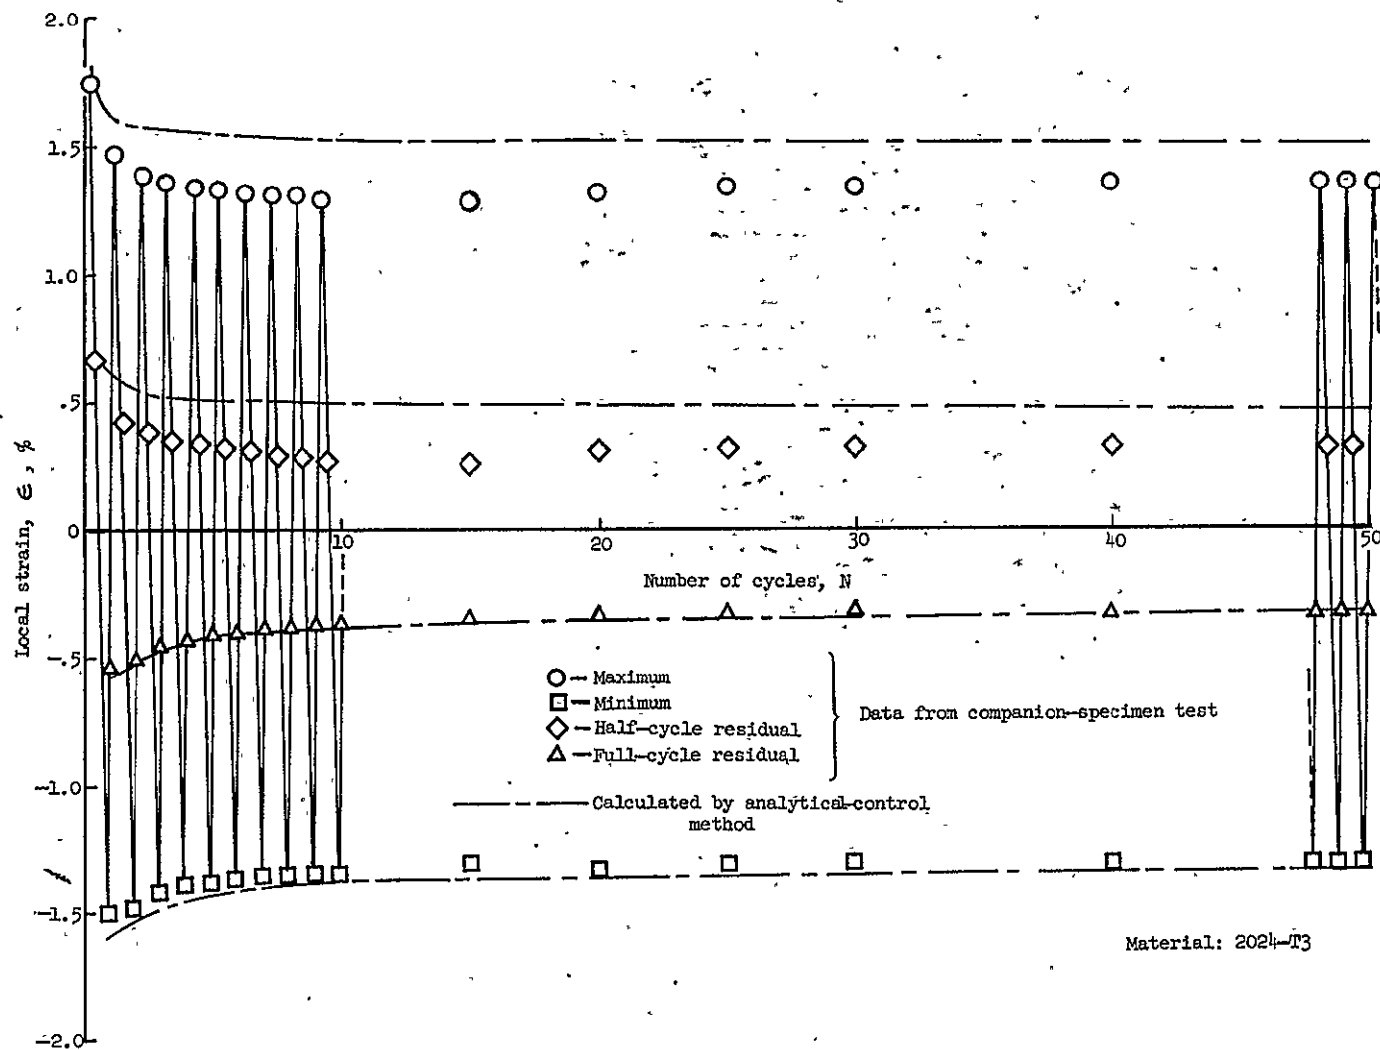 2.0
1.5
1.0
.5
0
-.5
-1.0
-1.5
-2.0
Local strain, ϵ, %
10
20
30
40
50
Number of cycles, N
Maximum
Minimum
Half-cycle residual
Full-cycle residual
Data from companion-specimen test
Calculated by analytical-control
method
Material: 2024-T3